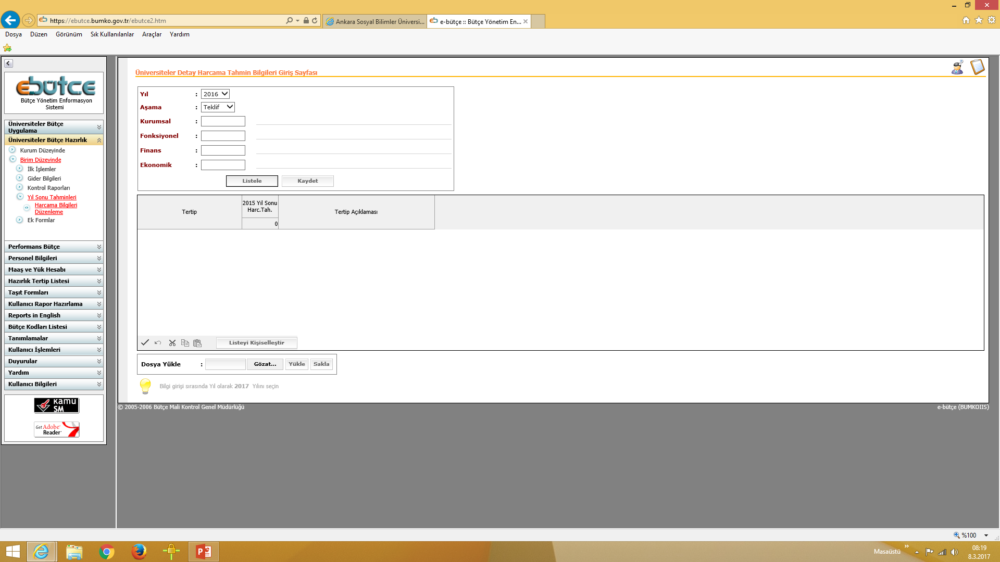 https://ebutce.bumko.gov.tr/ebutce2.htm
Ankara Sosyal Bilimler Üniversi...
e-bütçe :: Bütçe Yönetim En...
Dosya Düzen Görünüm Sık Kullanılanlar Araçlar Yardım
ebütçe
Bütçe Yönetim Enformasyon
Sistemi
Üniversiteler Bütçe
Uygulama
Üniversiteler Bütçe Hazırlık
Kurum Düzeyinde
Birim Düzeyinde
İlk İşlemler
Gider Bilgileri
Kontrol Raporları
Yıl Sonu Tahminleri
Harcama Bilgileri
Düzenleme
Ek Formlar
Performans Bütçe
Personel Bilgileri
Maaş ve Yük Hesabı
Hazırlık Tertip Listesi
Taşıt Formları
Kullanıcı Rapor Hazırlama
Reports in English
Bütçe Kodları Listesi
Tanımlamalar
Kullanıcı İşlemleri
Duyurular
Yardım
Kullanıcı Bilgileri
KAMU
SM
Get Adobe
Reader
Üniversiteler Detay Harcama Tahmin Bilgileri Giriş Sayfası
Yıl : 2016
Aşama : Teklif
Kurumsal :
Fonksiyonel :
Finans :
Ekonomik :
Listele Kaydet
Tertip
2015 Yıl Sonu
Harc.Tah.
0
Tertip Açıklaması
Listeyi Kişiselleştir
Dosya Yükle : Gözat... Yükle Sakla
Bilgi girişi sırasında Yıl olarak 2017 Yılını seçin
© 2005-2006 Bütçe Mali Kontrol Genel Müdürlüğü
e-bütçe (BUMKOIIS)
%100
Masaüstü
08:19
8.3.2017